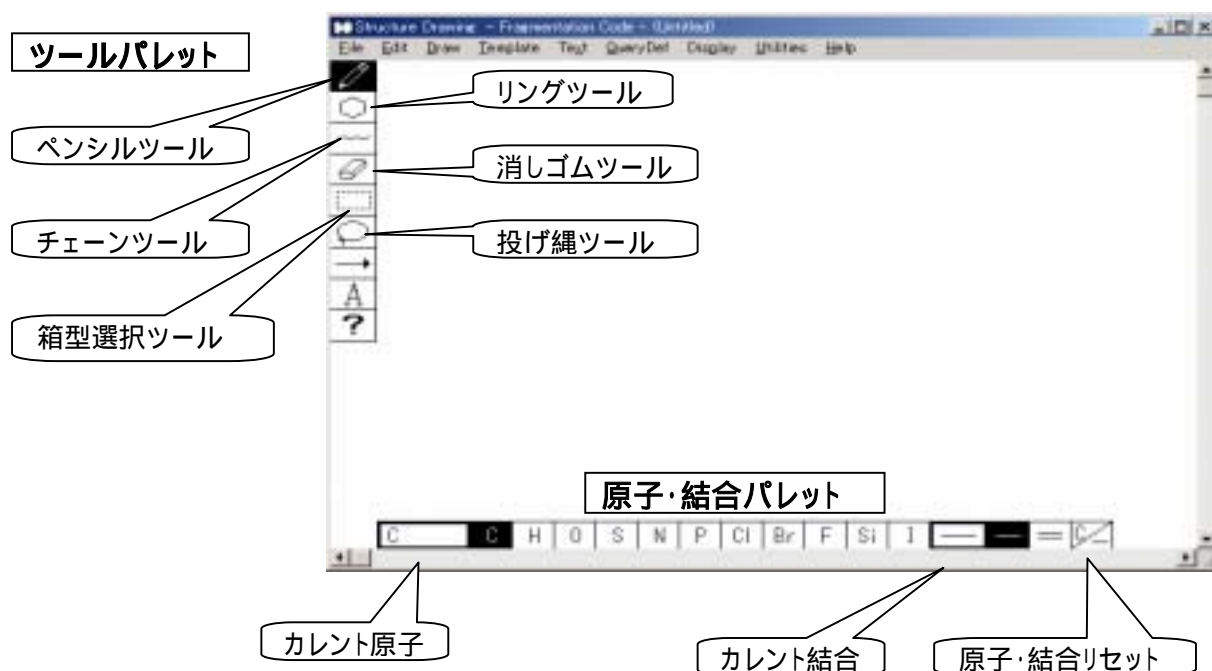 Structure Drawing - Fragmentation Code - (Untitled)
File Edit Draw Template Text QueryDef Display Utilities Help
ツールパレット
リングツール
ペンシルツール
消しゴムツール
チェーンツール
投げ縄ツール
A
?
箱型選択ツール
原子・結合パレット
C C H O S N P Cl Br F Si I
カレント原子
カレント結合
原子・結合リセット